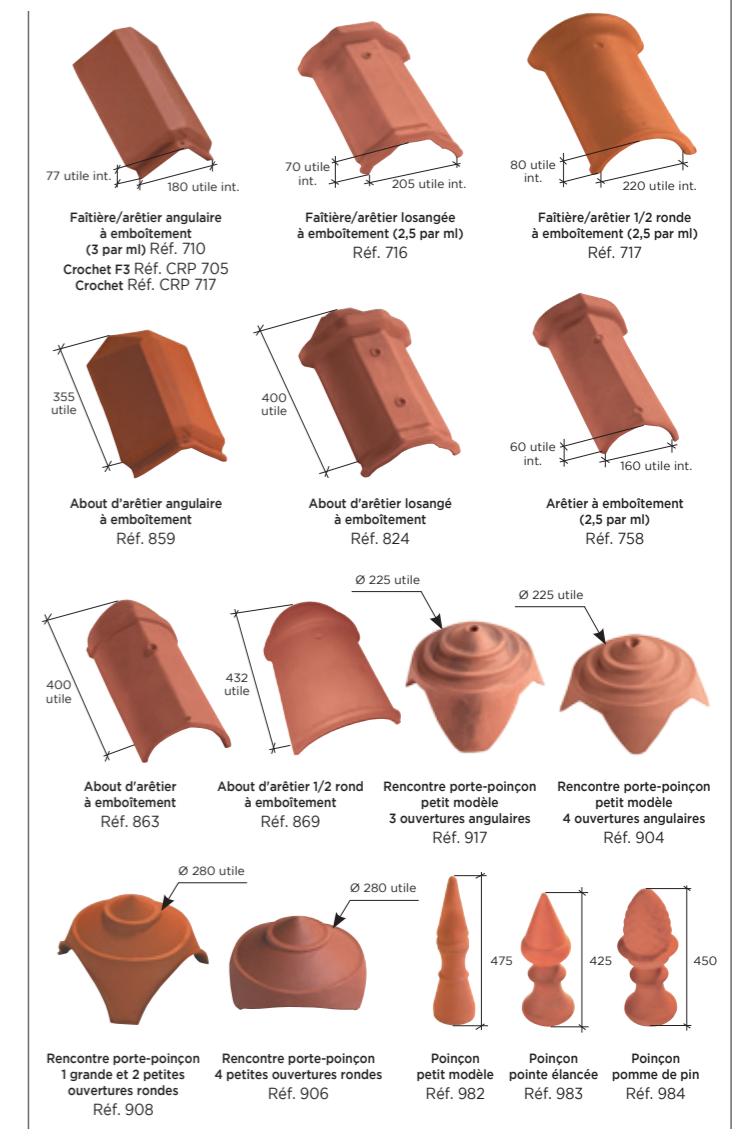 77 utile int.
180 utile int.
70 utile
int.
205 utile int.
80 utile
int.
220 utile int.
Faîtière/arêtier angulaire
à emboîtement
(3 par ml) Réf. 710
Crochet F3 Réf. CRP 705
Crochet Réf. CRP 717
Faîtière/arêtier losangée
à emboîtement (2,5 par ml)
Réf. 716
Faîtière/arêtier 1/2 ronde
à emboîtement (2,5 par ml)
Réf. 717
355
utile
400
utile
60 utile
int.
160 utile int.
About d'arêtier angulaire
à emboîtement
Réf. 859
About d'arêtier losangé
à emboîtement
Réf. 824
Arêtier à emboîtement
(2,5 par ml)
Réf. 758
400
utile
432
utile
Ø 225 utile
Ø 225 utile
About d'arêtier
à emboîtement
Réf. 863
About d'arêtier 1/2 rond
à emboîtement
Réf. 869
Rencontre porte-poinçon
petit modèle
3 ouvertures angulaires
Réf. 917
Rencontre porte-poinçon
petit modèle
4 ouvertures angulaires
Réf. 904
Ø 280 utile
Ø 280 utile
475
425
450
Rencontre porte-poinçon
1 grande et 2 petites
ouvertures rondes
Réf. 908
Rencontre porte-poinçon
4 petites ouvertures rondes
Réf. 906
Poinçon
petit modèle
Réf. 982
Poinçon
pointe élancée
Réf. 983
Poinçon
pomme de pin
Réf. 984